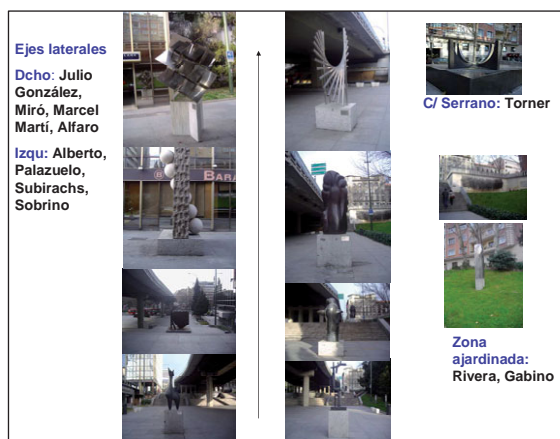 Ejes laterales
Dcho: Julio
González,
Miró, Marcel
Martí, Alfaro
Izqu: Alberto,
Palazuelo,
Subirachs,
Sobrino
BARA
C/ Serrano: Torner
Zona
ajardinada:
Rivera, Gabino